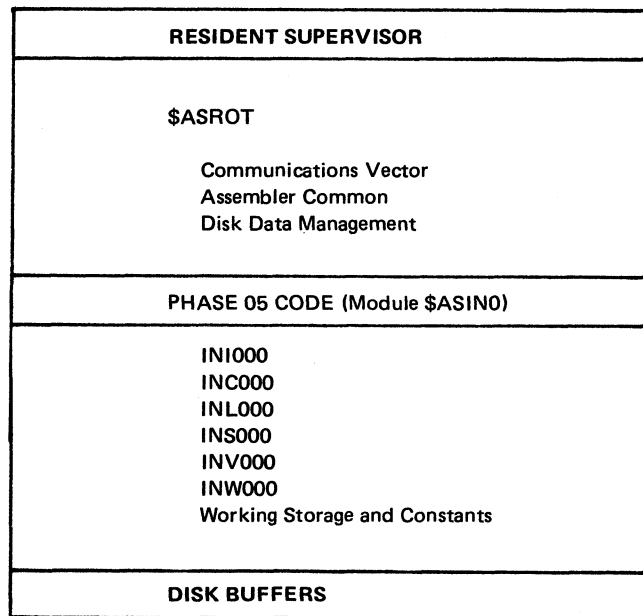 RESIDENT SUPERVISOR
$ASROT
Communications Vector
Assembler Common
Disk Data Management
PHASE 05 CODE (Module $ASIN0)
INI000
INC000
INL000
INS000
INV000
INW000
Working Storage and Constants
DISK BUFFERS